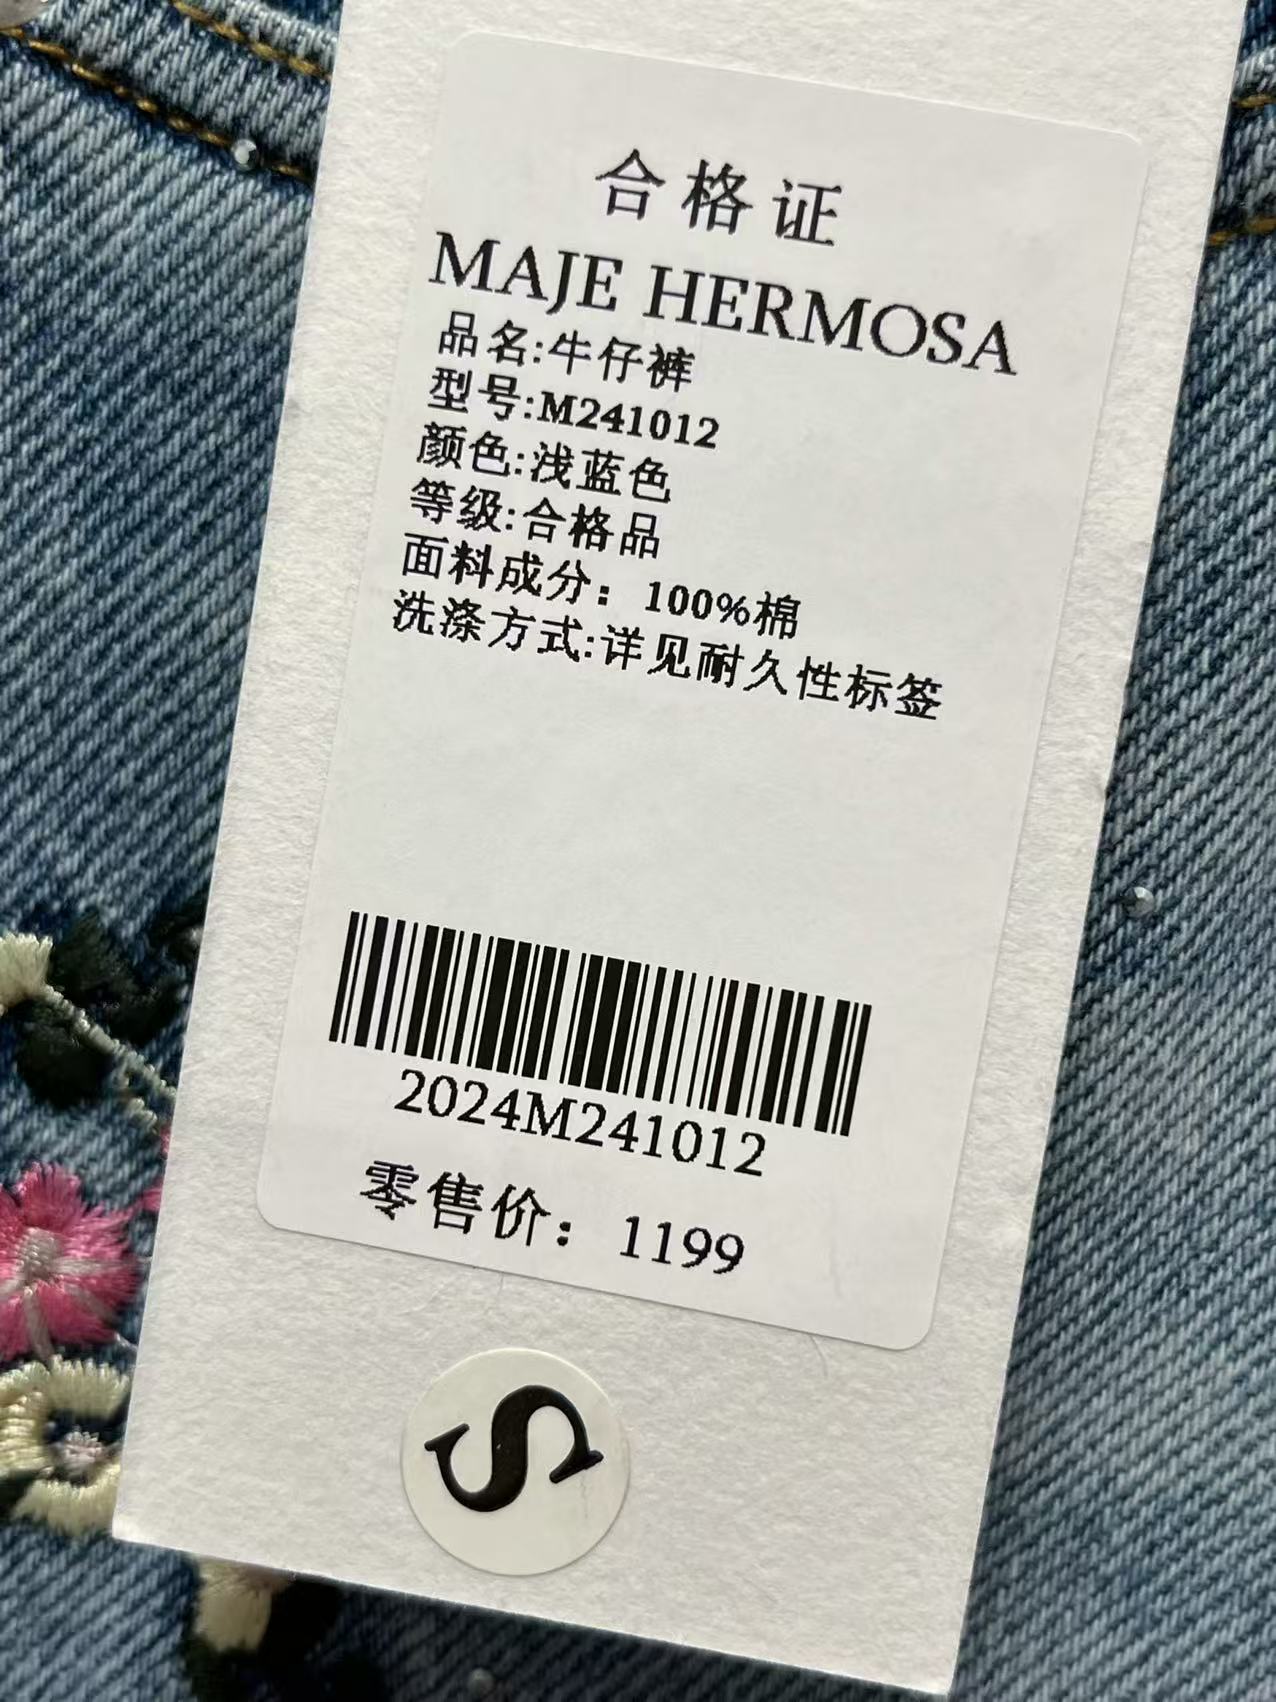 合格证
MAJE HERMOSA
品名:牛仔裤
型号:M241012
颜色:浅蓝色
等级:合格品
面料成分：100%棉
洗涤方式:详见耐久性标签
2024M241012
零售价：1199
S